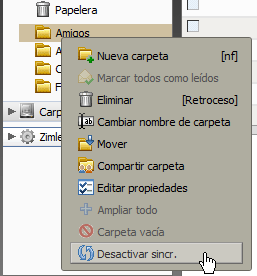 Papelera
Amigos
Nueva carpeta [nf]
Marcar todos como leídos
Eliminar [Retroceso]
Cambiar nombre de carpeta
Mover
Compartir carpeta
Editar propiedades
Ampliar todo
Carpeta vacía
Desactivar sincr.
A
C
F
Carp
Zimle